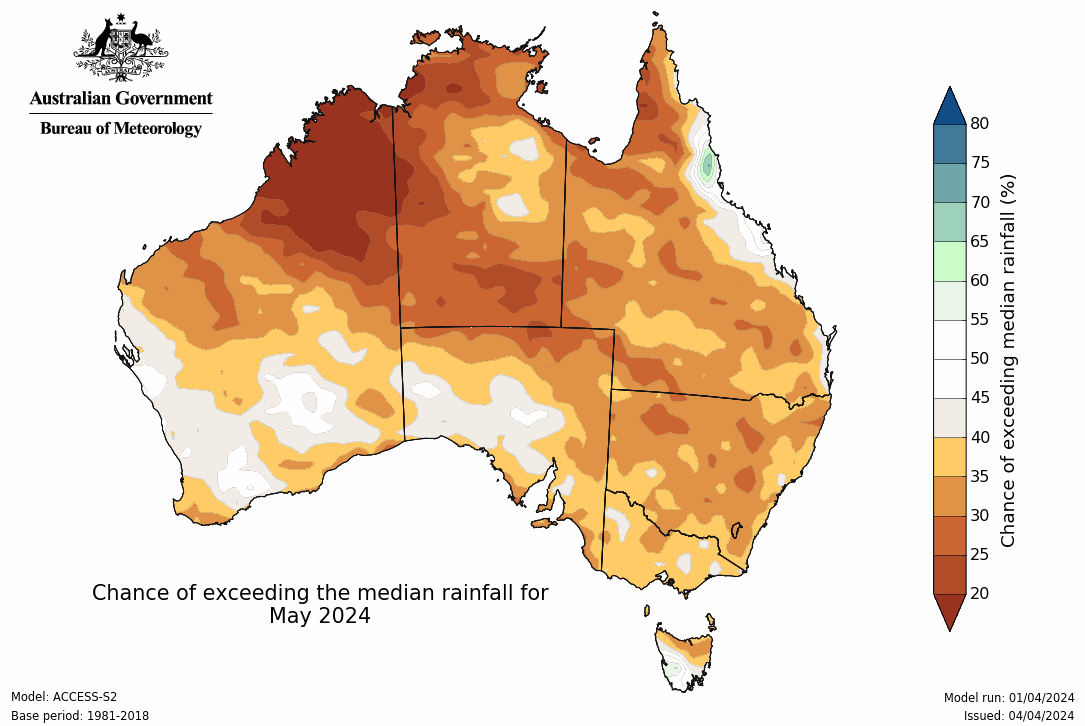 Australian Government
Bureau of Meteorology
80
75
70
65
60
55
50
45
40
35
30
25
20
Chance of exceeding median rainfall (%)
Chance of exceeding the median rainfall for
May 2024
Model: ACCESS-S2
Base period: 1981-2018
Model run: 01/04/2024
Issued: 04/04/2024